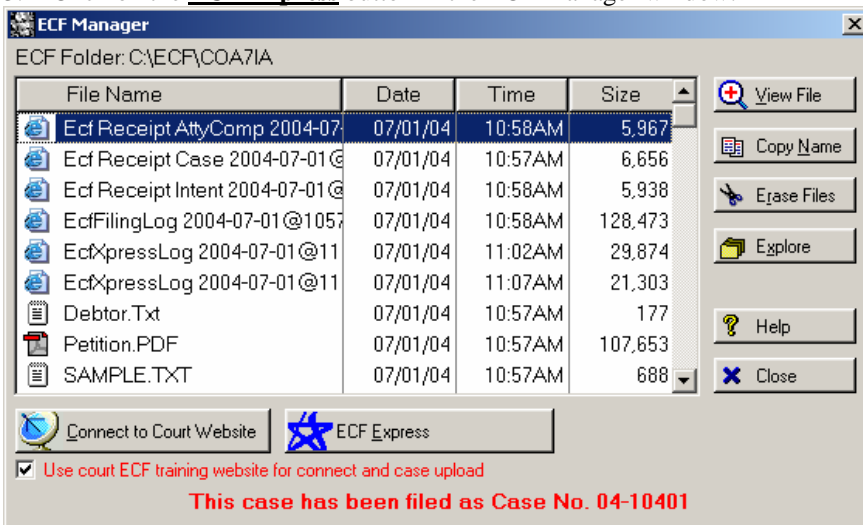 ECF Manager
ECF Folder: C:\ECF\COA7IA
File Name Date Time Size
Ecf Receipt AttyComp 2004-07- 07/01/04 10:58AM 5,967
Ecf Receipt Case 2004-07-01@ 07/01/04 10:57AM 6,656
Ecf Receipt Intent 2004-07-01@ 07/01/04 10:58AM 5,938
EcfFilingLog 2004-07-01@1057 07/01/04 10:58AM 128,473
EcfXpressLog 2004-07-01@11 07/01/04 11:02AM 29,874
EcfXpressLog 2004-07-01@11 07/01/04 11:07AM 21,303
Debtor.Txt 07/01/04 10:57AM 177
Petition.PDF 07/01/04 10:57AM 107,653
SAMPLE.TXT 07/01/04 10:57AM 688
View File
Copy Name
Erase Files
Explore
Help
Close
Connect to Court Website
ECF Express
Use court ECF training website for connect and case upload
This case has been filed as Case No. 04-10401